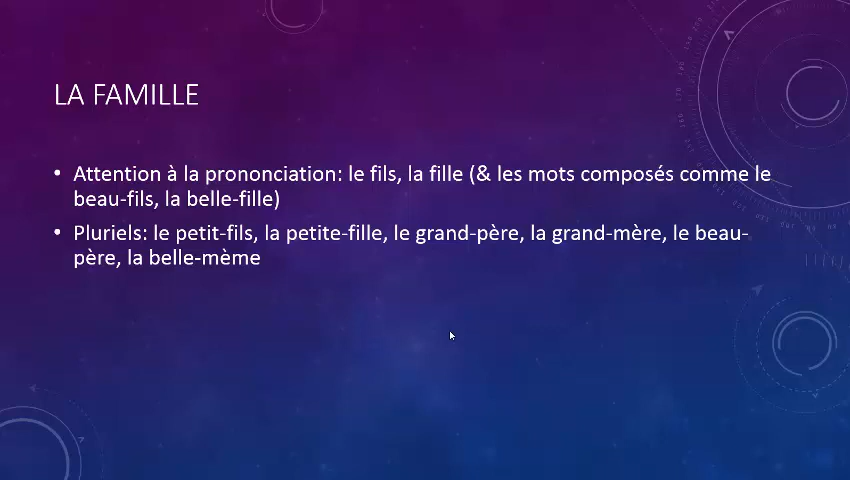 LA FAMILLE
• Attention à la prononciation: le fils, la fille (& les mots composés comme le
beau-fils, la belle-fille)
• Pluriels: le petit-fils, la petite-fille, le grand-père, la grand-mère, le beau-
père, la belle-mème